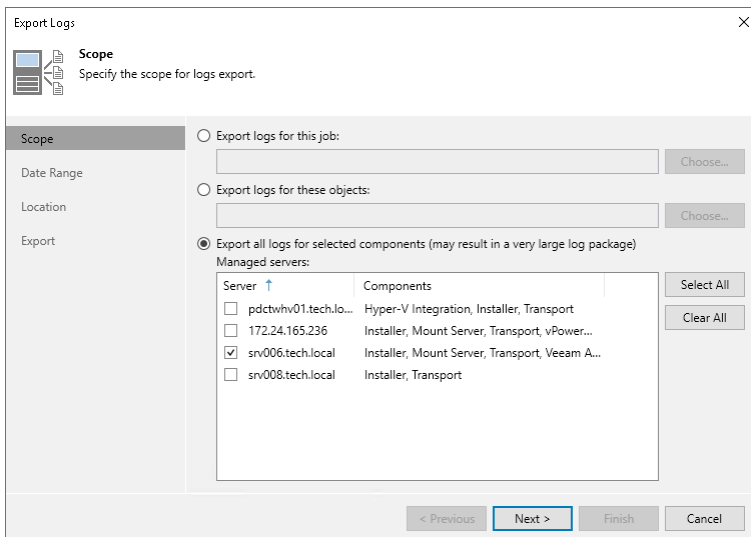 Export Logs
Scope
Specify the scope for logs export.
Scope
Date Range
Location
Export
Export logs for this job:
Choose...
Export logs for these objects:
Choose...
Export all logs for selected components (may result in a very large log package)
Managed servers:
Server Components
pdctwhv01.tech.lo... Hyper-V Integration, Installer, Transport
172.24.165.236 Installer, Mount Server, Transport, vPower...
srv006.tech.local Installer, Mount Server, Transport, Veeam A...
srv008.tech.local Installer, Transport
Select All
Clear All
< Previous Next > Finish Cancel